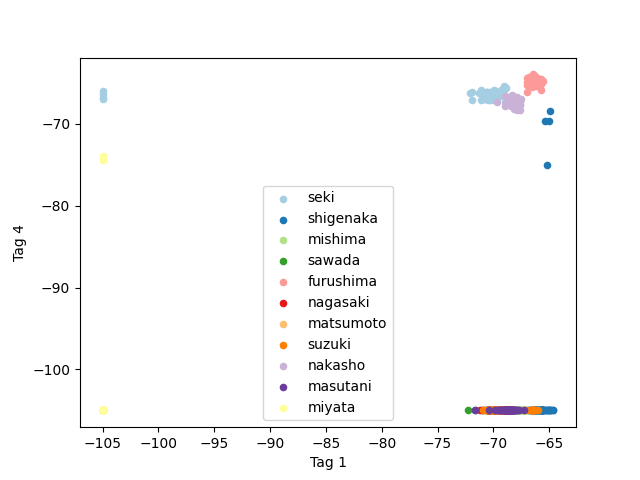 −70
−80
−90
−100
Tag 4
seki
shigenaka
mishima
sawada
furushima
nagasaki
matsumoto
suzuki
nakasho
masutani
miyata
−105 −100 −95 −90 −85 −80 −75 −70 −65
Tag 1